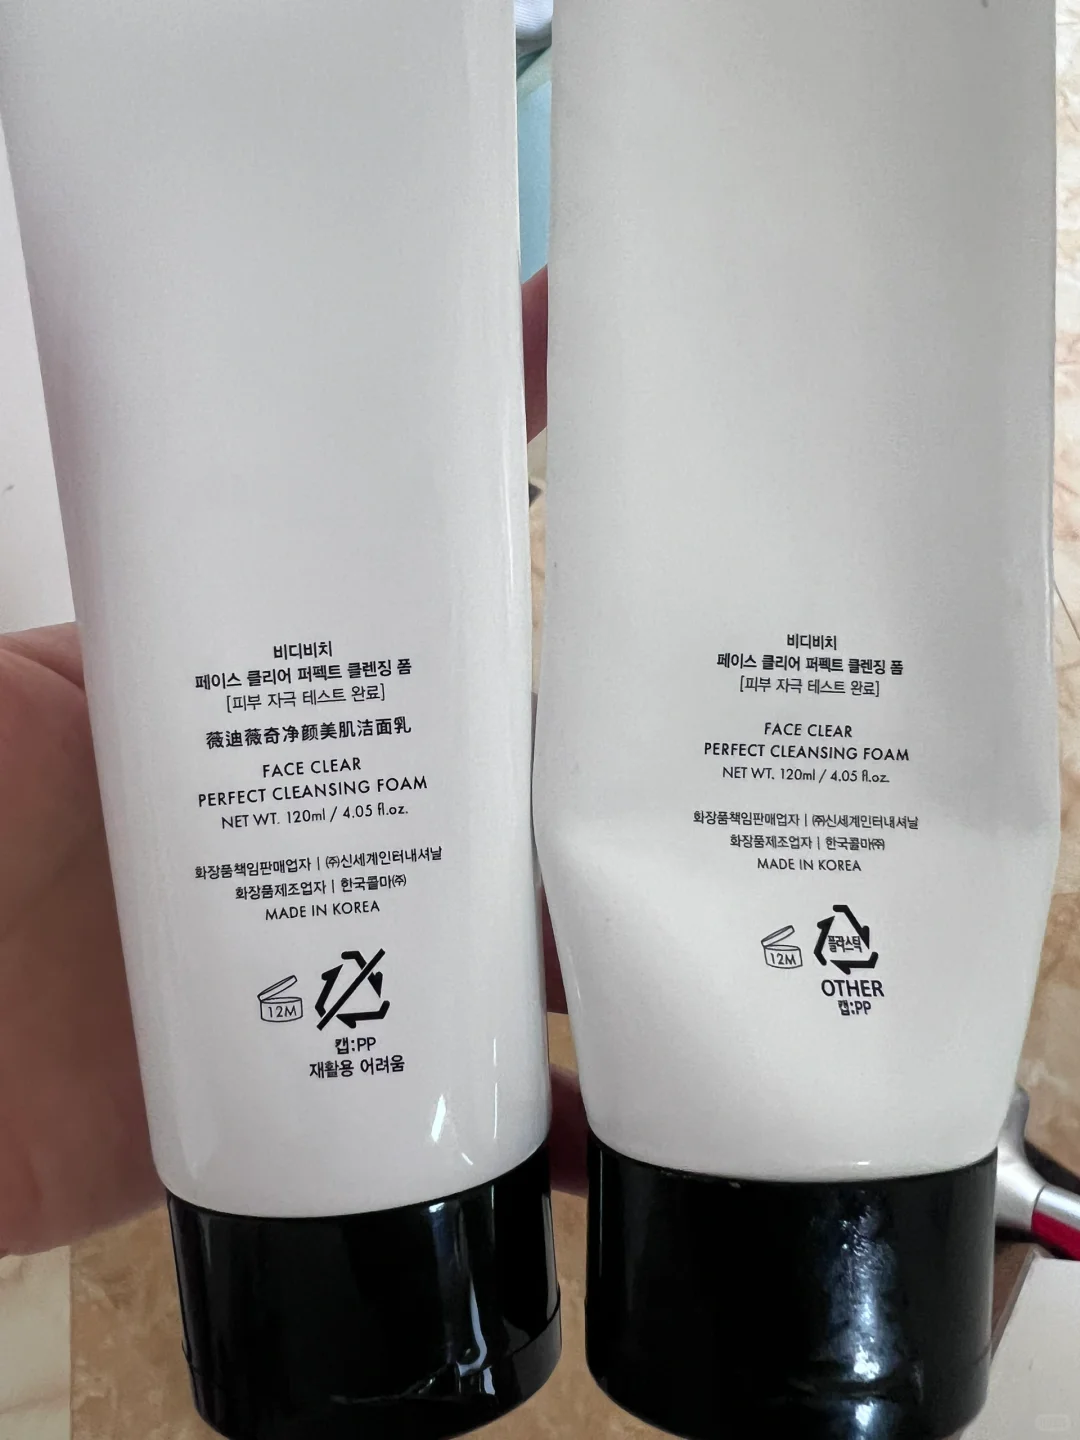 비디비치
페이스 클리어 퍼펙트 클렌징 폼
[피부 자극 테스트 완료]
薇迪薇奇净颜美肌洁面乳
FACE CLEAR
PERFECT CLEANSING FOAM
NET WT. 120ml / 4.05 fl.oz.
화장품책임판매업자 | ㈜신세계인터내셔날
화장품제조업자 | 한국콜마㈜
MADE IN KOREA
12M
캡:PP
재활용 어려움
비디비치
페이스 클리어 퍼펙트 클렌징 폼
[피부 자극 테스트 완료]
FACE CLEAR
PERFECT CLEANSING FOAM
NET WT. 120ml / 4.05 fl.oz.
화장품책임판매업자 | ㈜신세계인터내셔날
화장품제조업자 | 한국콜마㈜
MADE IN KOREA
12M
플라스틱
OTHER
캡:PP